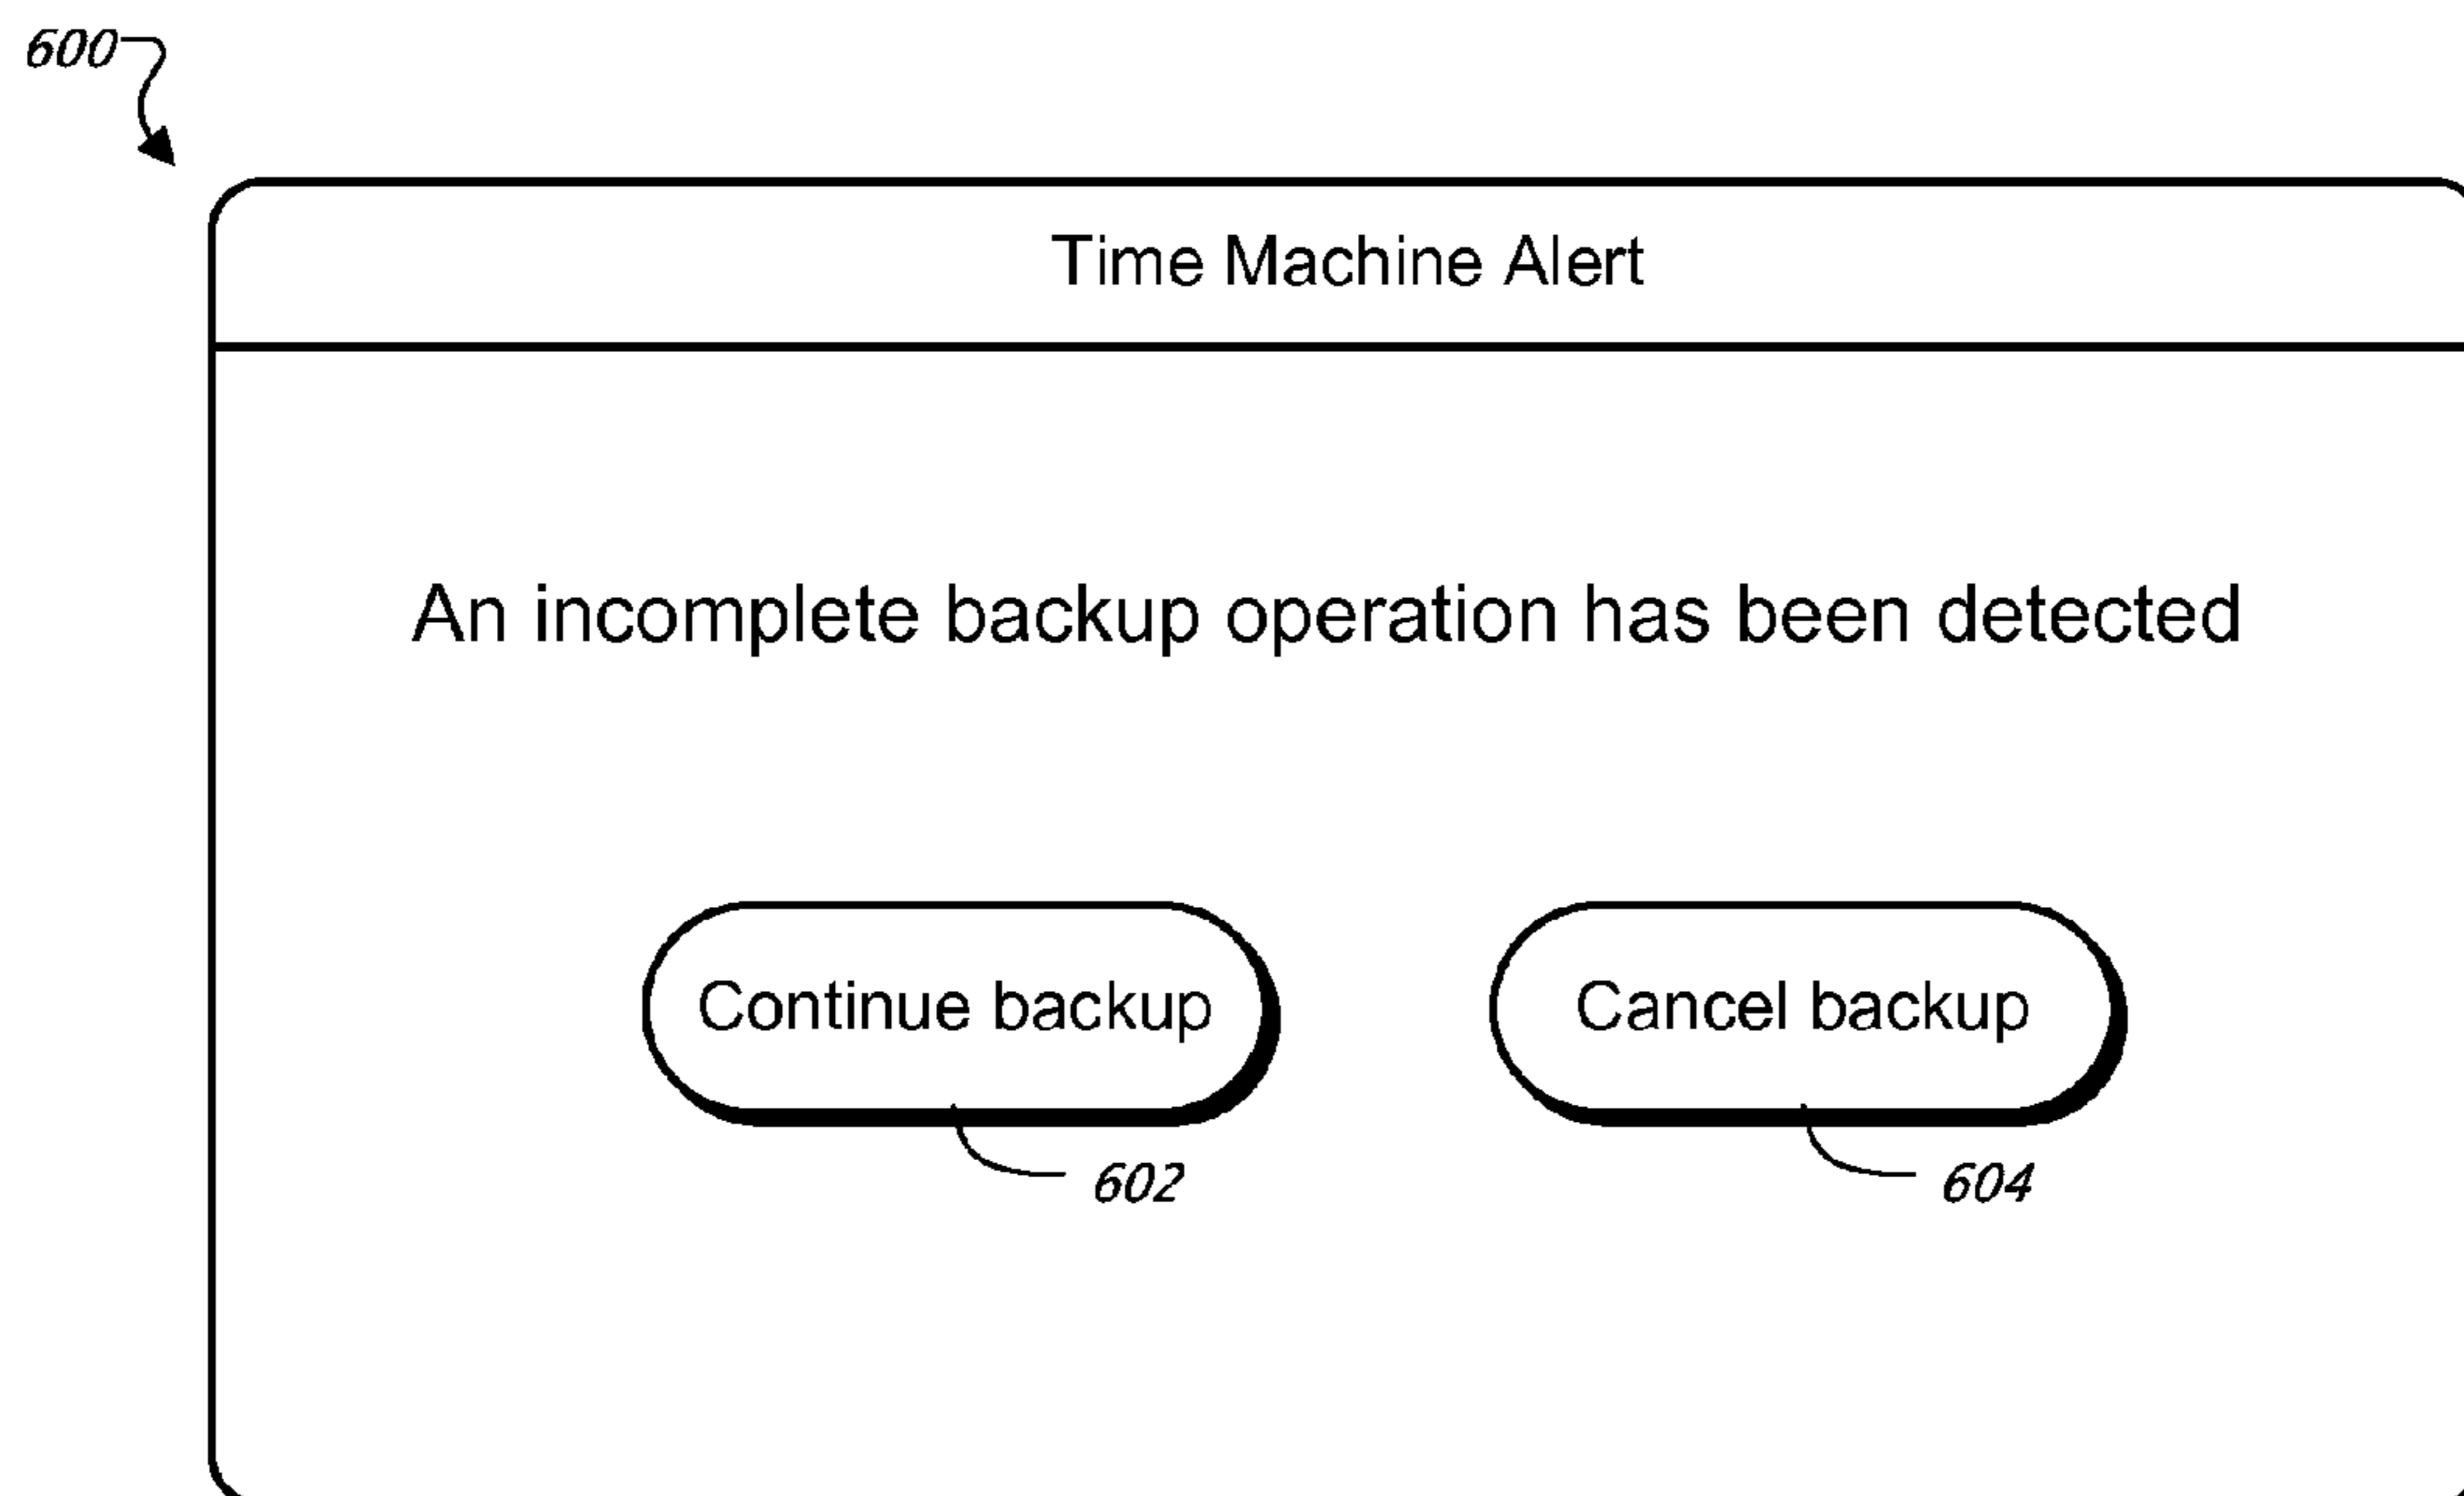 600
Time Machine Alert
An incomplete backup operation has been detected
Continue backup
Cancel backup
602
604